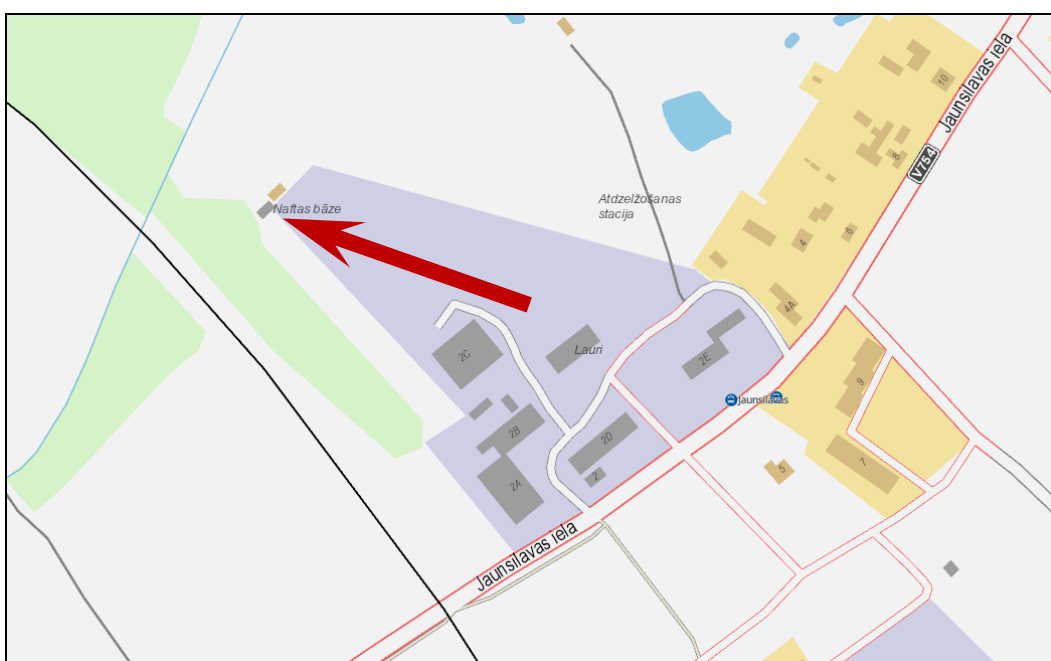 Jaunsilavas iela
10
V754
8
Naftas bāze
Atdzelžošanas
stacija
6
4
4A
2C
Lauri
2E
9
Jaunsilavas
2B
2D
7
5
2A
2
Jaunsilavas iela